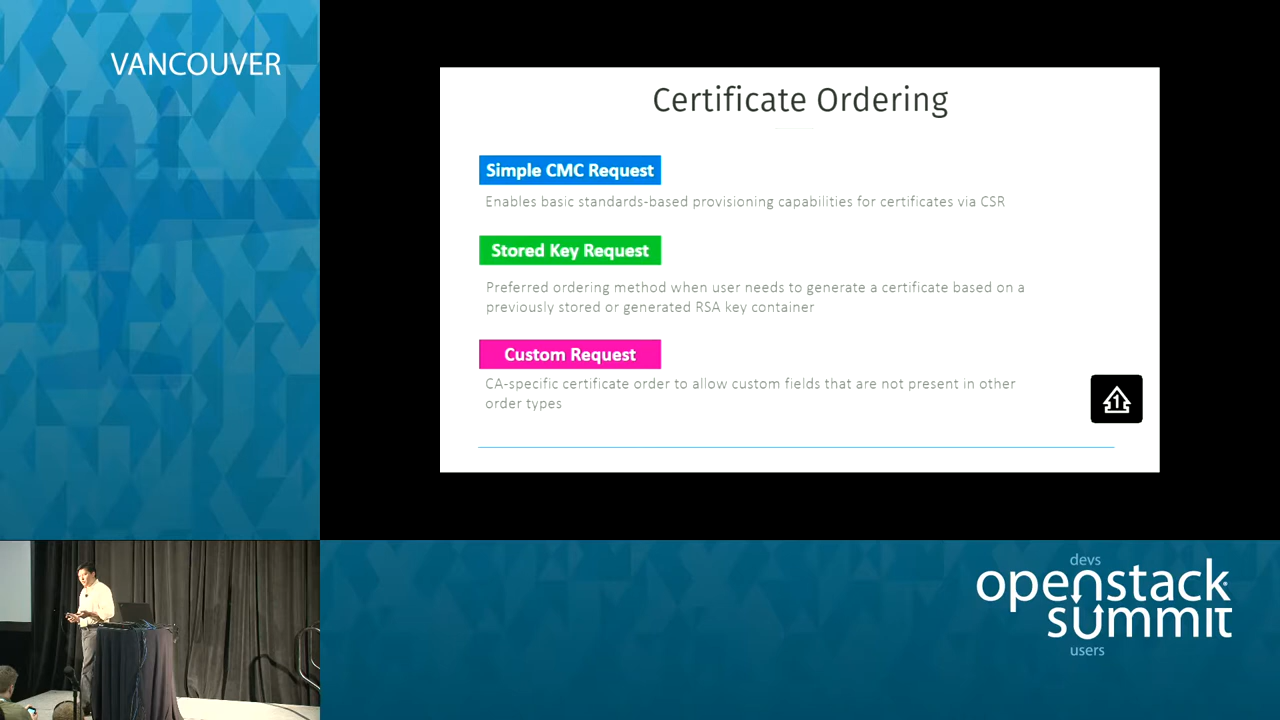 VANCOUVER
Certificate Ordering
Simple CMC Request
Enables basic standards-based provisioning capabilities for certificates via CSR
Stored Key Request
Preferred ordering method when user needs to generate a certificate based on a
previously stored or generated RSA key container
Custom Request
CA-specific certificate order to allow custom fields that are not present in other
order types
1
devs
openstack
summit
users